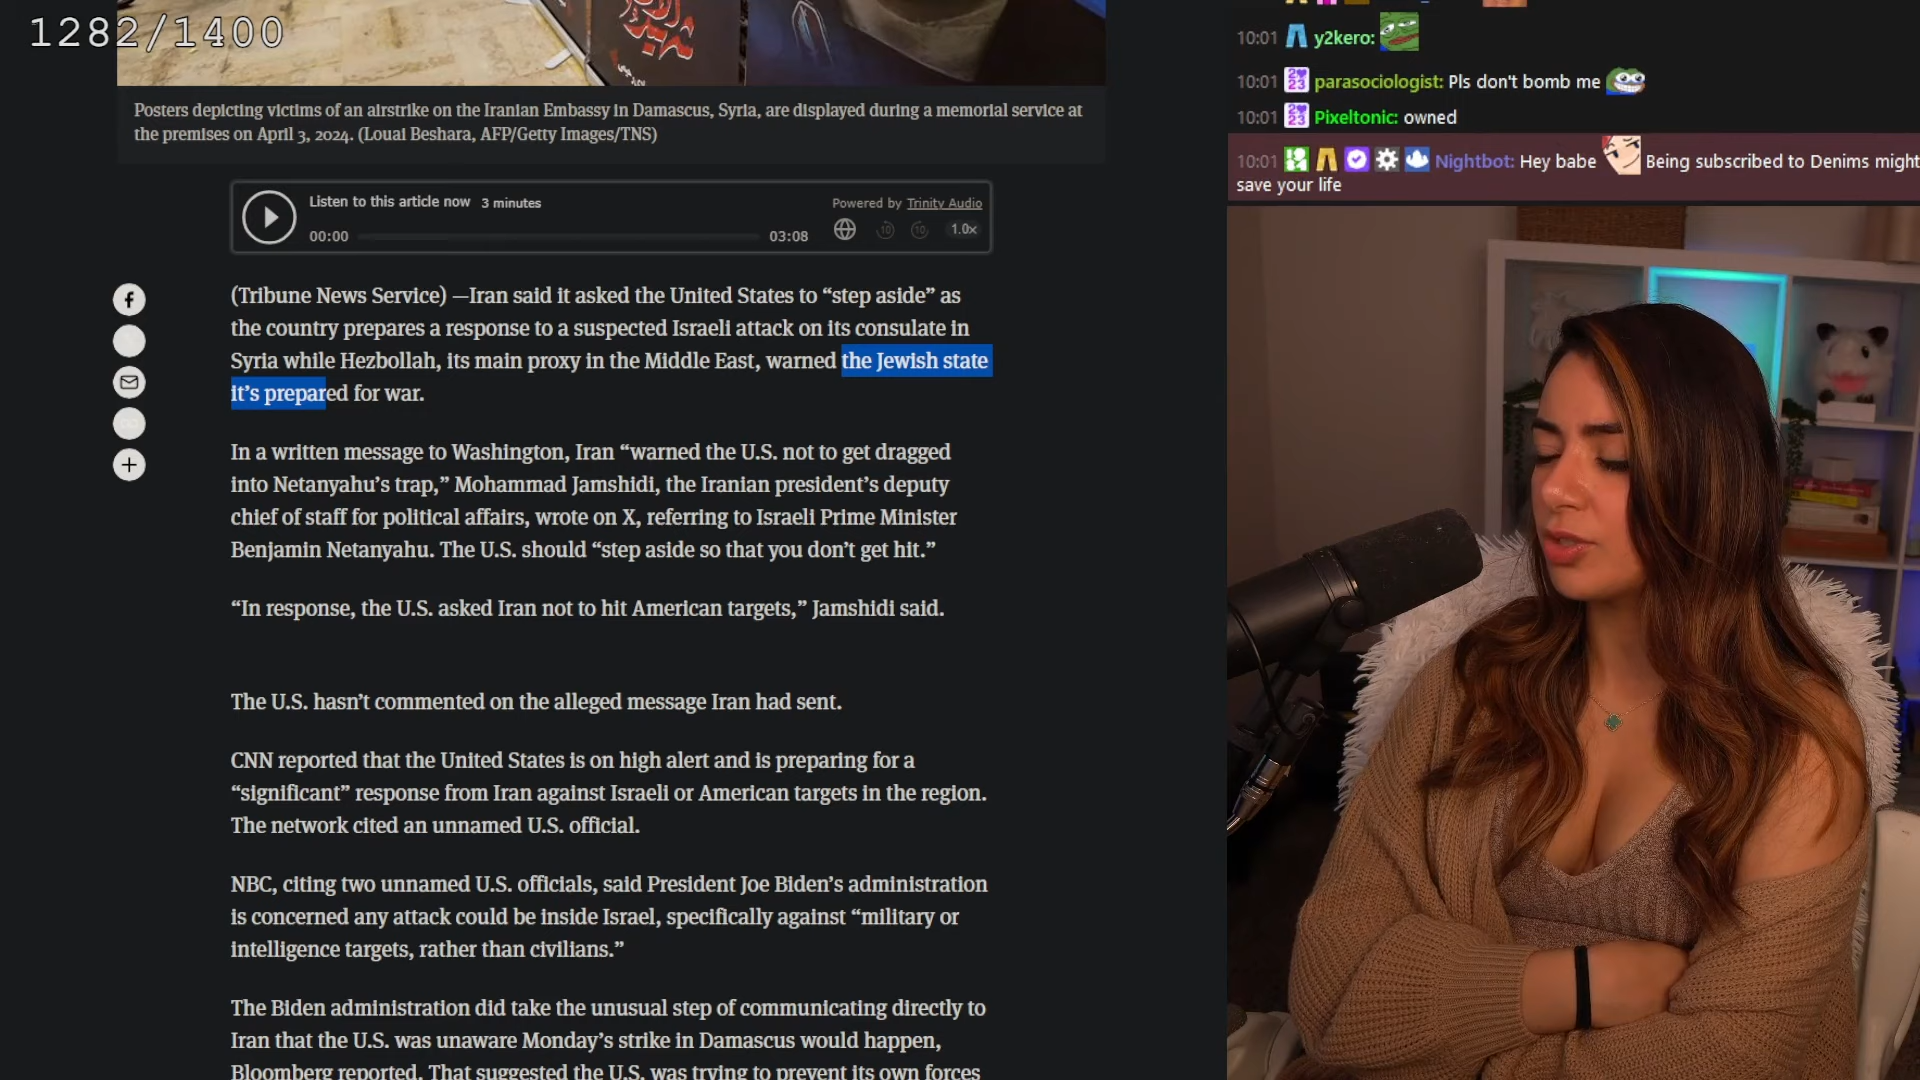 1282/1400
Posters depicting victims of an airstrike on the Iranian Embassy in Damascus, Syria, are displayed during a memorial service at
the premises on April 3, 2024. (Louai Beshara, AFP/Getty Images/TNS)
Listen to this article now 3 minutes
Powered by Trinity Audio
00:00
03:08
10
10
1.0x
(Tribune News Service) —Iran said it asked the United States to “step aside” as
the country prepares a response to a suspected Israeli attack on its consulate in
Syria while Hezbollah, its main proxy in the Middle East, warned the Jewish state
it’s prepared for war.
In a written message to Washington, Iran “warned the U.S. not to get dragged
into Netanyahu’s trap,” Mohammad Jamshidi, the Iranian president’s deputy
chief of staff for political affairs, wrote on X, referring to Israeli Prime Minister
Benjamin Netanyahu. The U.S. should “step aside so that you don’t get hit.”
“In response, the U.S. asked Iran not to hit American targets,” Jamshidi said.
The U.S. hasn’t commented on the alleged message Iran had sent.
CNN reported that the United States is on high alert and is preparing for a
“significant” response from Iran against Israeli or American targets in the region.
The network cited an unnamed U.S. official.
NBC, citing two unnamed U.S. officials, said President Joe Biden’s administration
is concerned any attack could be inside Israel, specifically against “military or
intelligence targets, rather than civilians.”
The Biden administration did take the unusual step of communicating directly to
Iran that the U.S. was unaware Monday’s strike in Damascus would happen,
Bloomberg reported. That suggested the U.S. was trying to prevent its own forces
10:01 y2kero:
10:01 parasociologist: Pls don't bomb me
10:01 Pixeltonic: owned
10:01 Nightbot: Hey babe Being subscribed to Denims might
save your life